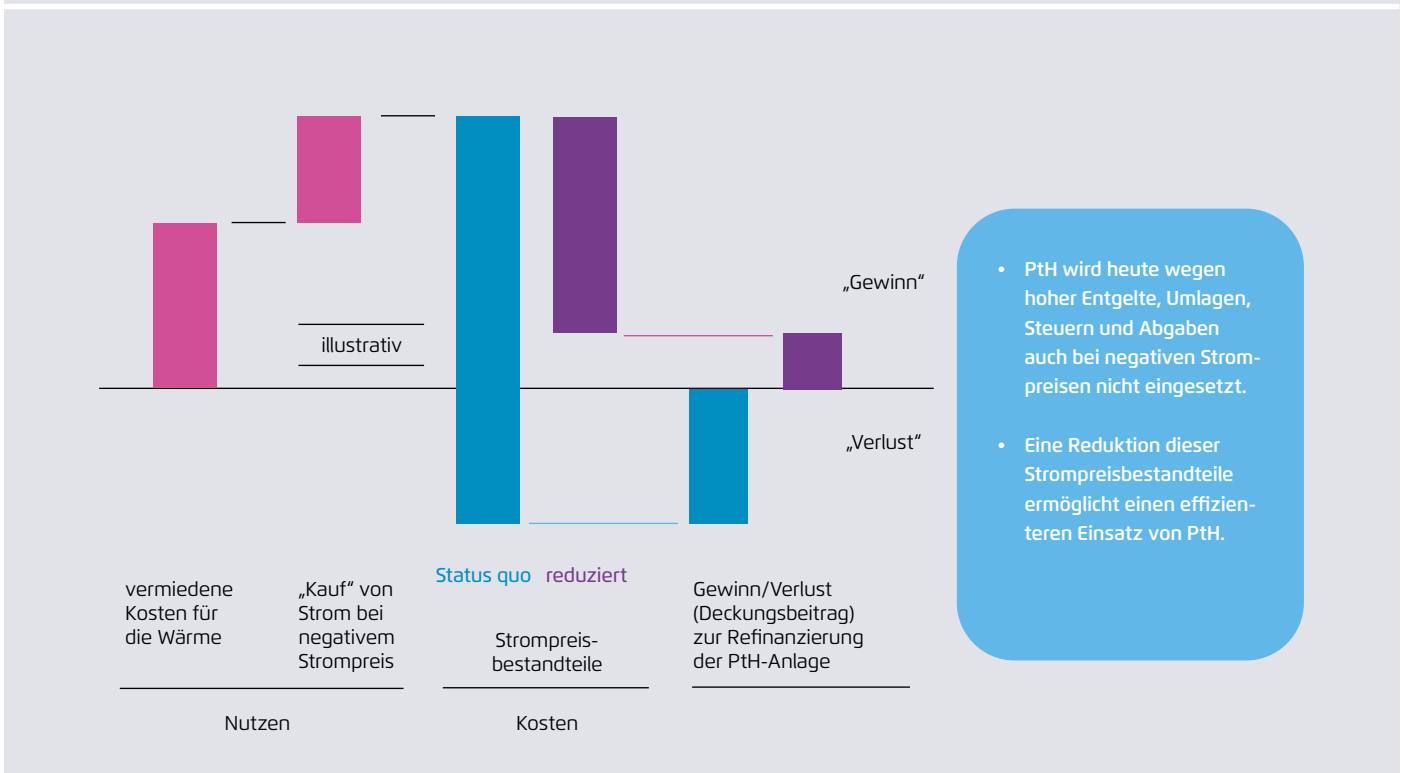 „Gewinn“
illustrativ
„Verlust“
vermiedene
Kosten für
die Wärme
„Kauf“ von
Strom bei
negativem
Strompreis
Status quo
reduziert
Strompreis-
bestandteile
Gewinn/Verlust
(Deckungsbeitrag)
zur Refinanzierung
der PtH-Anlage
Nutzen
Kosten
• PtH wird heute wegen
hoher Entgelte, Umlagen,
Steuern und Abgaben
auch bei negativen Strom-
preisen nicht eingesetzt.
• Eine Reduktion dieser
Strompreisbestandteile
ermöglicht einen effizien-
teren Einsatz von PtH.